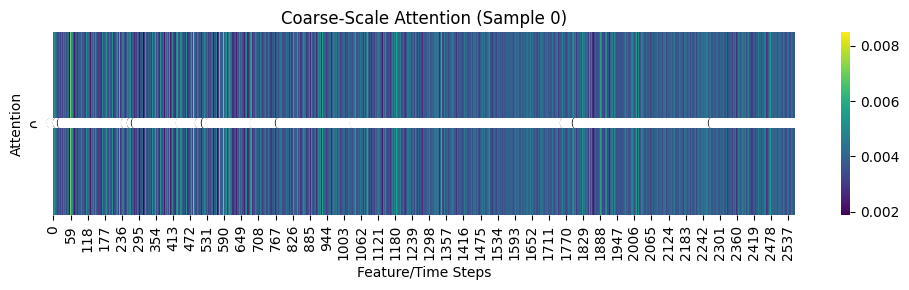 Coarse-Scale Attention (Sample 0)
Attention
0
0 59 118 177 236 295 354 413 472 531 590 649 708 767 826 885 944 1003 1062 1121 1180 1239 1298 1357 1416 1475 1534 1593 1652 1711 1770 1829 1888 1947 2006 2065 2124 2183 2242 2301 2360 2419 2478 2537
Feature/Time Steps
0.008
0.006
0.004
0.002